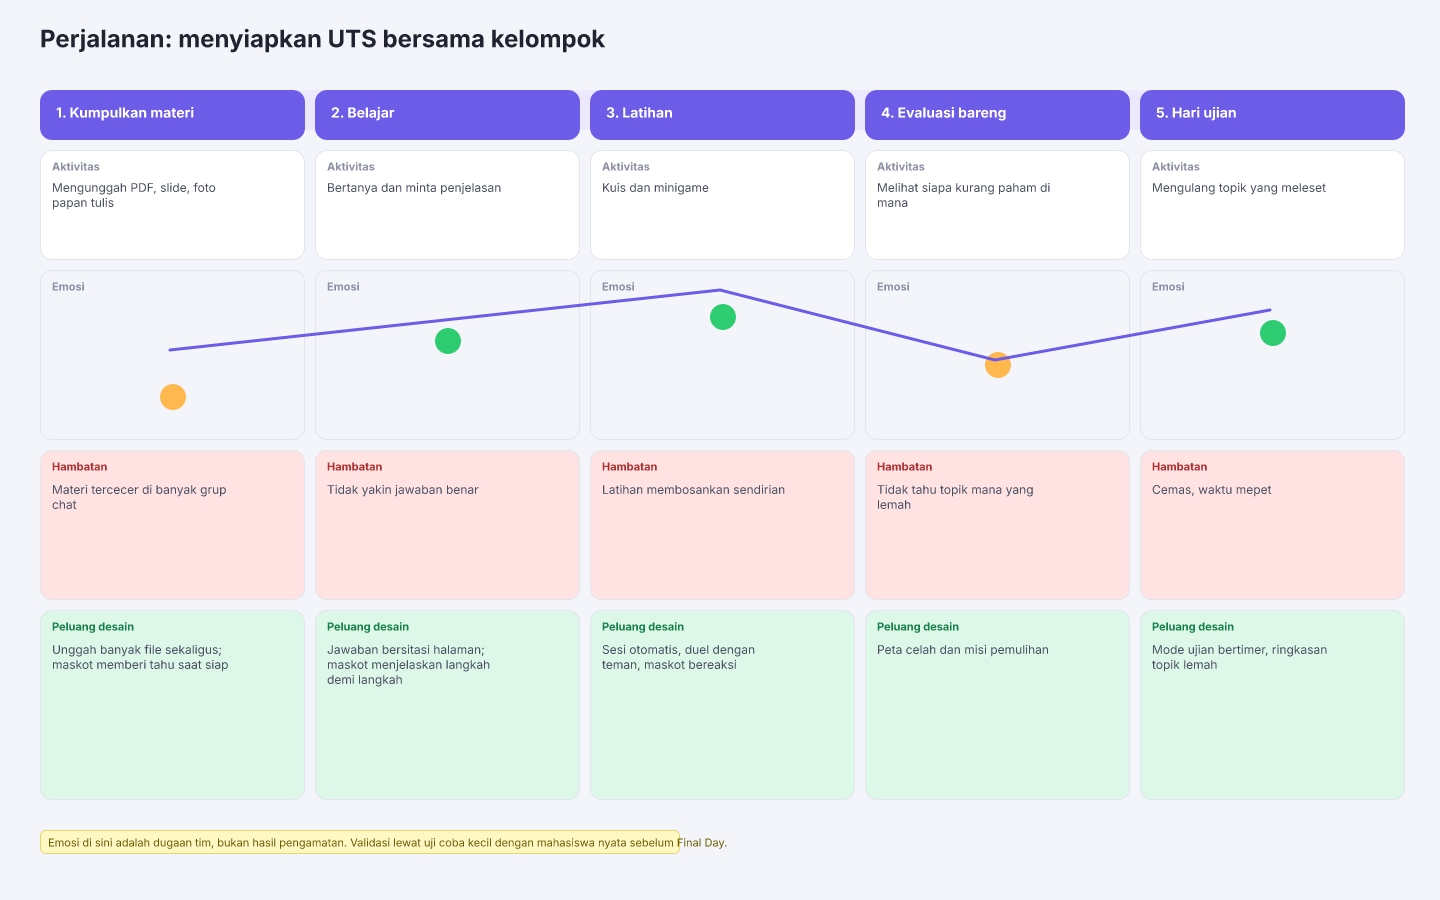 Perjalanan: menyiapkan UTS bersama kelompok
1. Kumpulkan materi
2. Belajar
3. Latihan
4. Evaluasi bareng
5. Hari ujian
Aktivitas
Mengunggah PDF, slide, foto
papan tulis
Aktivitas
Bertanya dan minta penjelasan
Aktivitas
Kuis dan minigame
Aktivitas
Melihat siapa kurang paham di
mana
Aktivitas
Mengulang topik yang meleset
Emosi
Emosi
Emosi
Emosi
Emosi
Hambatan
Materi tercecer di banyak grup
chat
Hambatan
Tidak yakin jawaban benar
Hambatan
Latihan membosankan sendirian
Hambatan
Tidak tahu topik mana yang
lemah
Hambatan
Cemas, waktu mepet
Peluang desain
Unggah banyak file sekaligus;
maskot memberi tahu saat siap
Peluang desain
Jawaban bersitasi halaman;
maskot menjelaskan langkah
demi langkah
Peluang desain
Sesi otomatis, duel dengan
teman, maskot bereaksi
Peluang desain
Peta celah dan misi pemulihan
Peluang desain
Mode ujian bertimer, ringkasan
topik lemah
Emosi di sini adalah dugaan tim, bukan hasil pengamatan. Validasi lewat uji coba kecil dengan mahasiswa nyata sebelum Final Day.